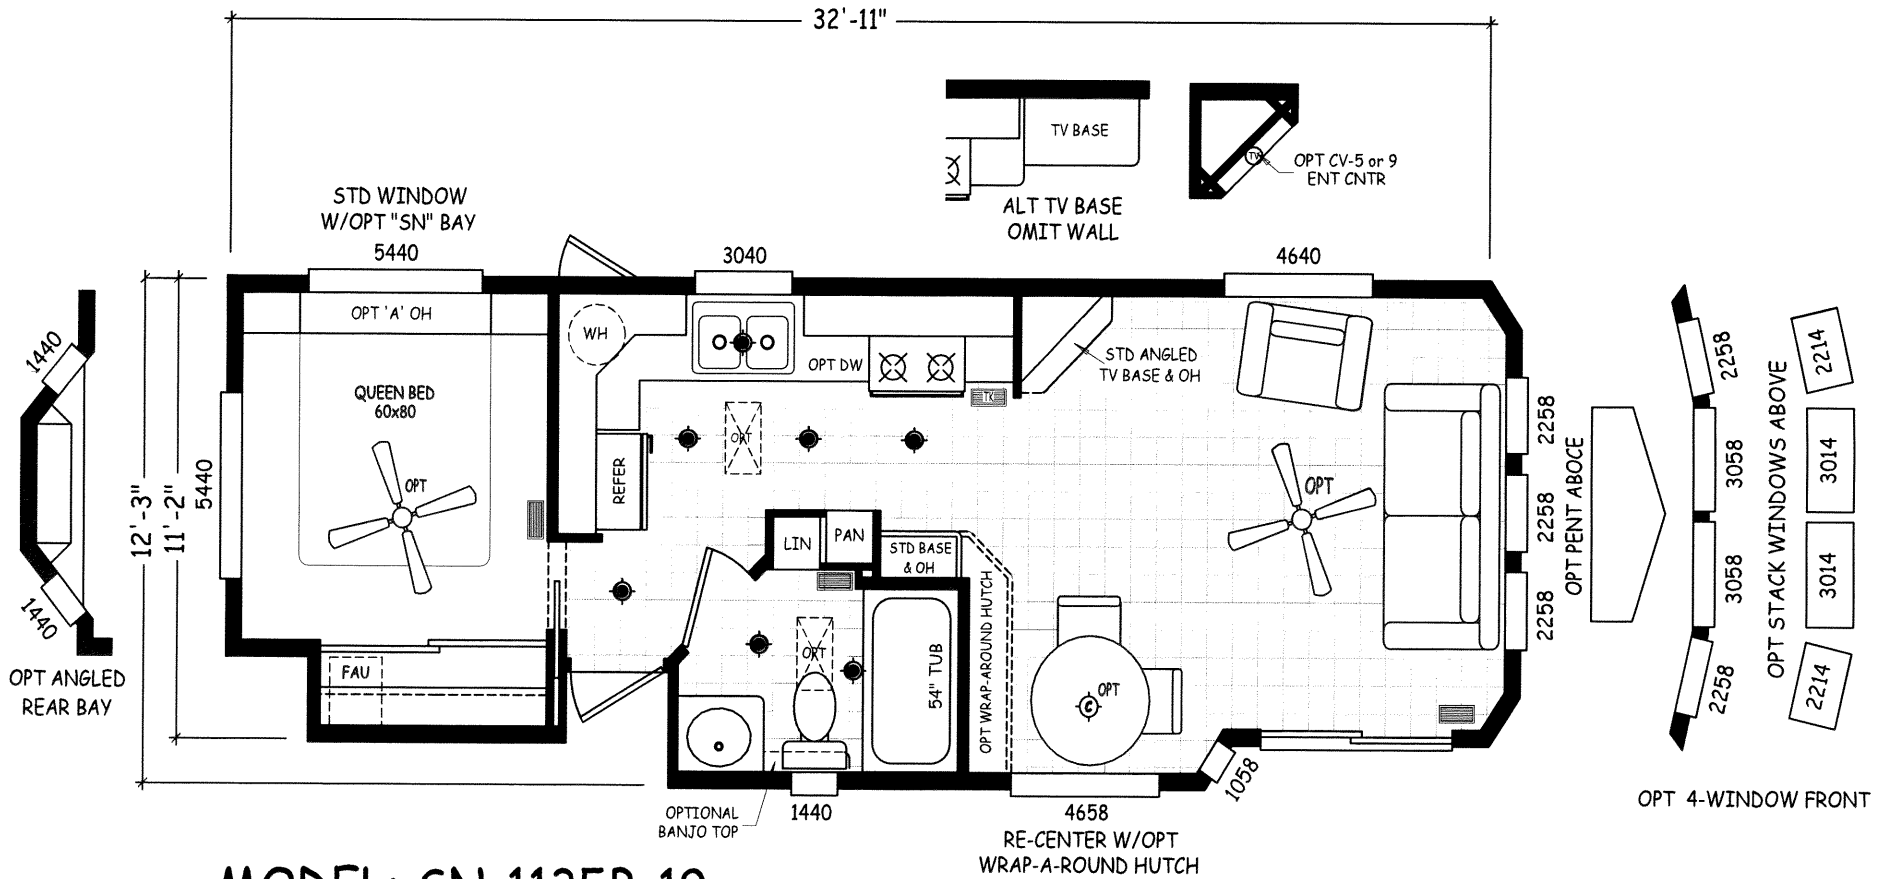 32'-11"
TV BASE
TV
OPT CV-5 or 9
ENT CNTR
ALT TV BASE
OMIT WALL
STD WINDOW
W/OPT "SN" BAY
5440
3040
4640
OPT 'A' OH
WH
OPT DW
STD ANGLED
TV BASE & OH
TK
QUEEN BED
60x80
OPT
5440
12'-3"
11'-2"
1440
1440
OPT ANGLED
REAR BAY
REFER
OPT
LIN
PAN
STD BASE
& OH
OPT WRAP-AROUND HUTCH
OPT
2258
2258
2258
OPT PENT ABOCE
2258
3058
3058
2258
OPT STACK WINDOWS ABOVE
2214
3014
3014
2214
OPT 4-WINDOW FRONT
FAU
OPT
54" TUB
OPT
C
1058
OPTIONAL
BANJO TOP
1440
4658
RE-CENTER W/OPT
WRAP-A-ROUND HUTCH